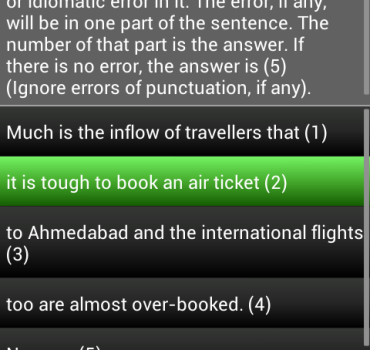 or idiomatic error in it. The error, if any,
will be in one part of the sentence. The
number of that part is the answer. If
there is no error, the answer is (5)
(Ignore errors of punctuation, if any).
Much is the inflow of travellers that (1)
it is tough to book an air ticket (2)
to Ahmedabad and the international flights
(3)
too are almost over-booked. (4)